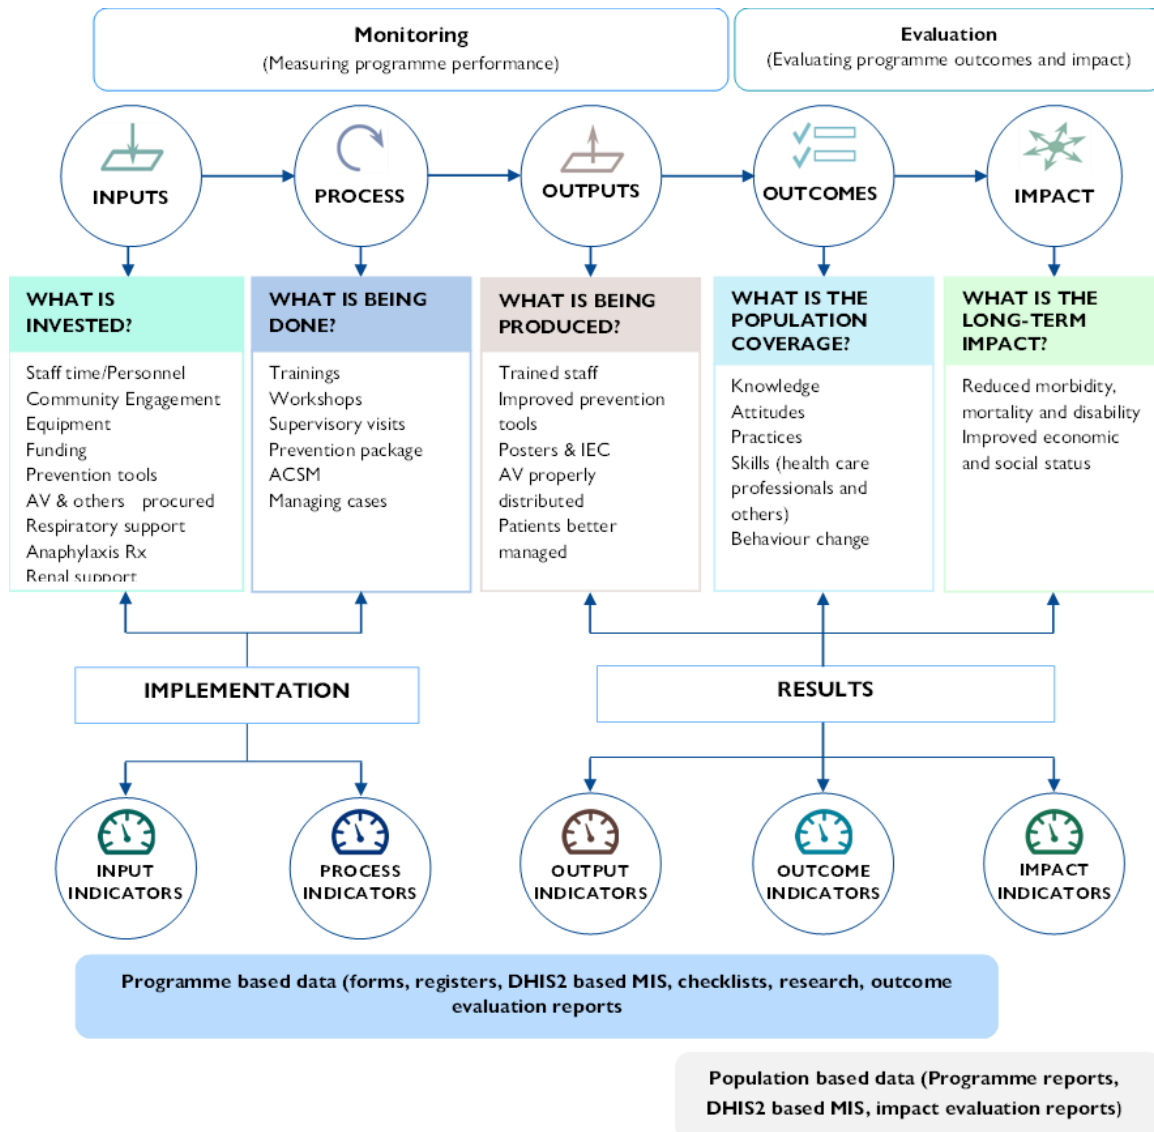 Monitoring
(Measuring programme performance)
Evaluation
(Evaluating programme outcomes and impact)
INPUTS
PROCESS
OUTPUTS
OUTCOMES
IMPACT
WHAT IS
INVESTED?
Staff time/Personnel
Community Engagement
Equipment
Funding
Prevention tools
AV & others procured
Respiratory support
Anaphylaxis Rx
Renal support
WHAT IS BEING
DONE?
Trainings
Workshops
Supervisory visits
Prevention package
ACSM
Managing cases
WHAT IS BEING
PRODUCED?
Trained staff
Improved prevention
tools
Posters & IEC
AV properly
distributed
Patients better
managed
WHAT IS THE
POPULATION
COVERAGE?
Knowledge
Attitudes
Practices
Skills (health care
professionals and
others)
Behaviour change
WHAT IS THE
LONG-TERM
IMPACT?
Reduced morbidity,
mortality and disability
Improved economic
and social status
IMPLEMENTATION
RESULTS
INPUT
INDICATORS
PROCESS
INDICATORS
OUTPUT
INDICATORS
OUTCOME
INDICATORS
IMPACT
INDICATORS
Programme based data (forms, registers, DHIS2 based MIS, checklists, research, outcome
evaluation reports
Population based data (Programme reports,
DHIS2 based MIS, impact evaluation reports)